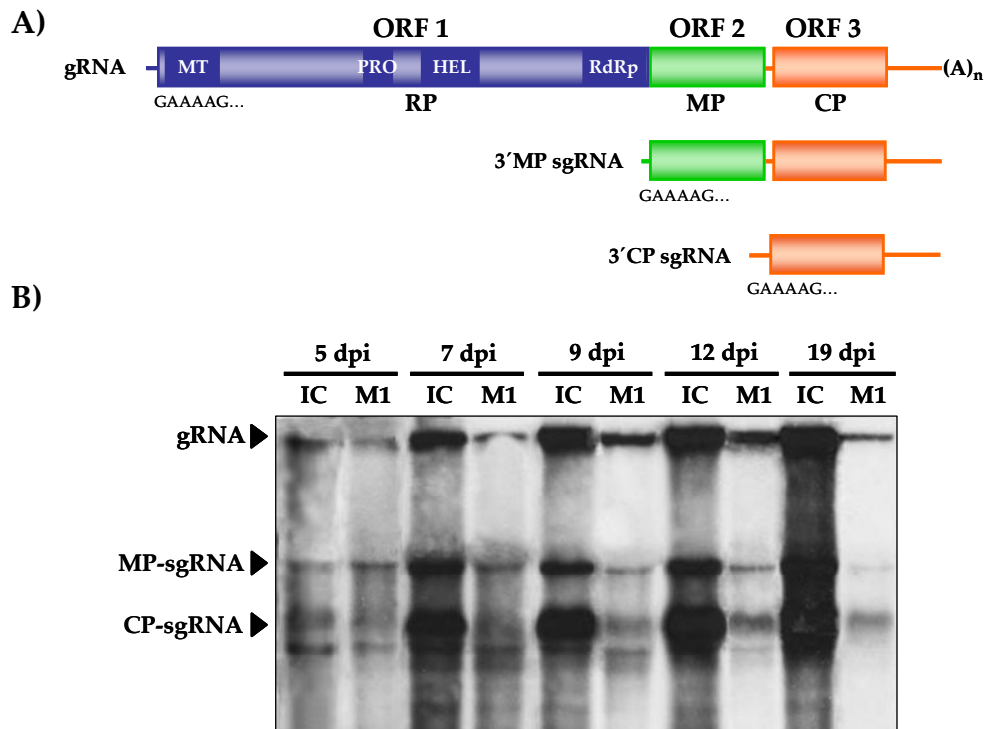 A)
ORF 1 ORF 2 ORF 3
gRNA MT PRO HEL RdRp (A)n
GAAAAG... RP MP CP
3´MP sgRNA
GAAAAG...
3´CP sgRNA
GAAAAG...
B)
5 dpi 7 dpi 9 dpi 12 dpi 19 dpi
IC M1 IC M1 IC M1 IC M1 IC M1
gRNA
MP-sgRNA
CP-sgRNA